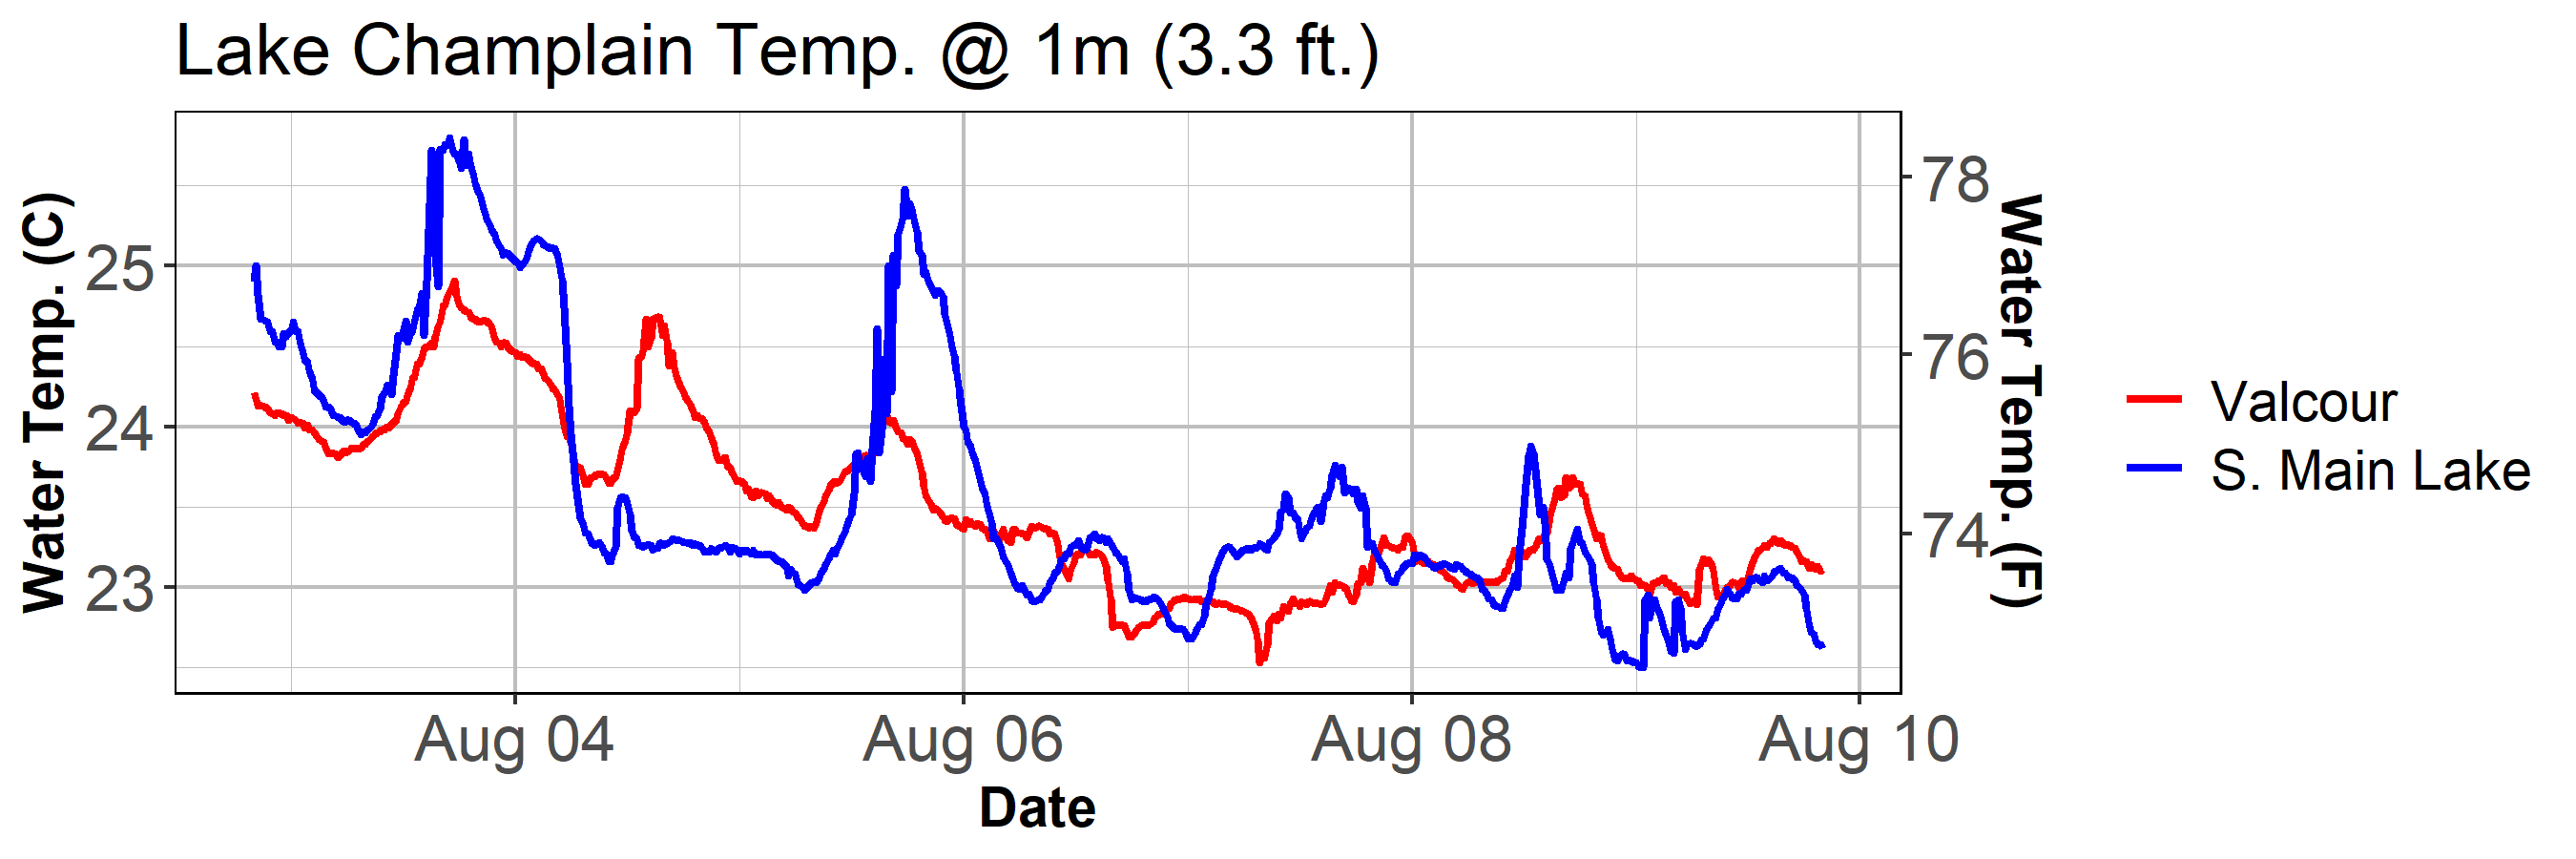 Lake Champlain Temp. @ 1m (3.3 ft.)
Water Temp. (C)
25
24
23
78
76
74
Water Temp. (F)
Valcour
S. Main Lake
Aug 04 Aug 06 Aug 08 Aug 10
Date